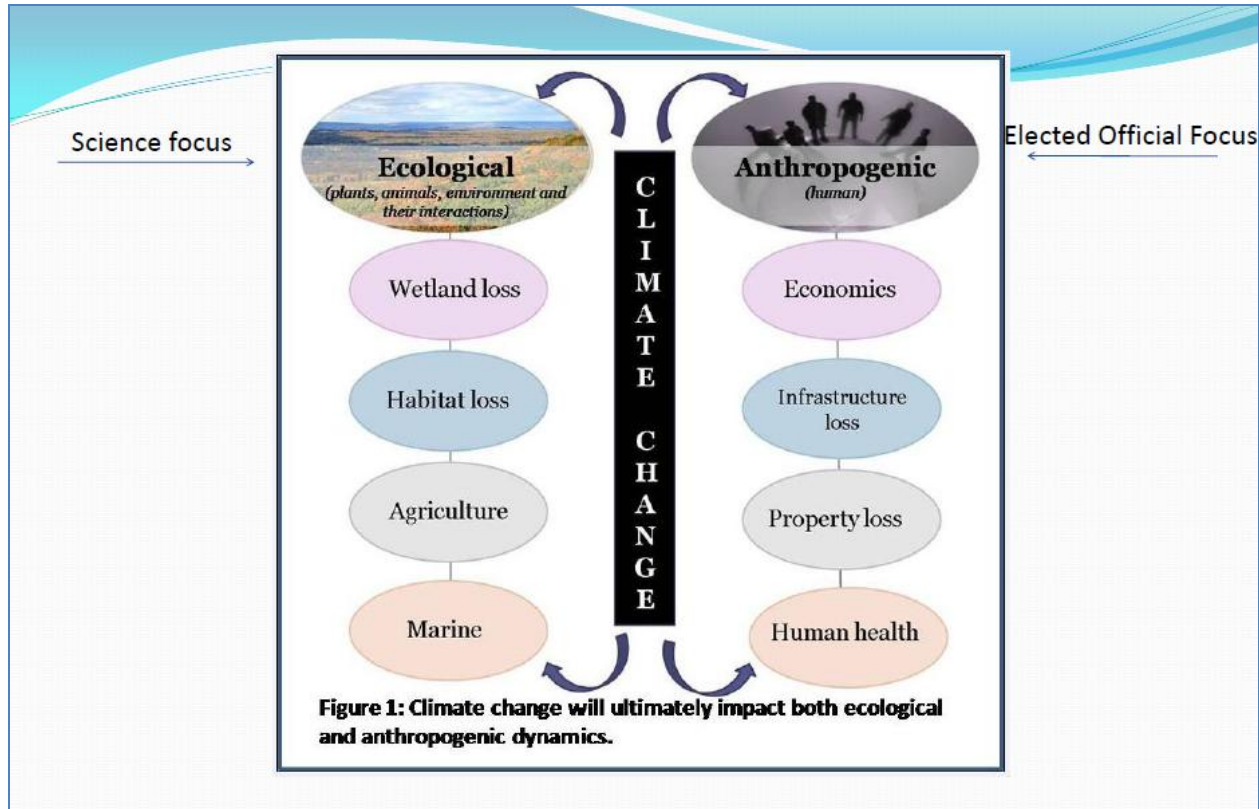 Science focus
Elected Official Focus
Ecological
(plants, animals, environment and
their interactions)
Wetland loss
Habitat loss
Agriculture
Marine
CLIMATE CHANGE
Anthropogenic
(human)
Economics
Infrastructure
loss
Property loss
Human health
Figure 1: Climate change will ultimately impact both ecological
and anthropogenic dynamics.